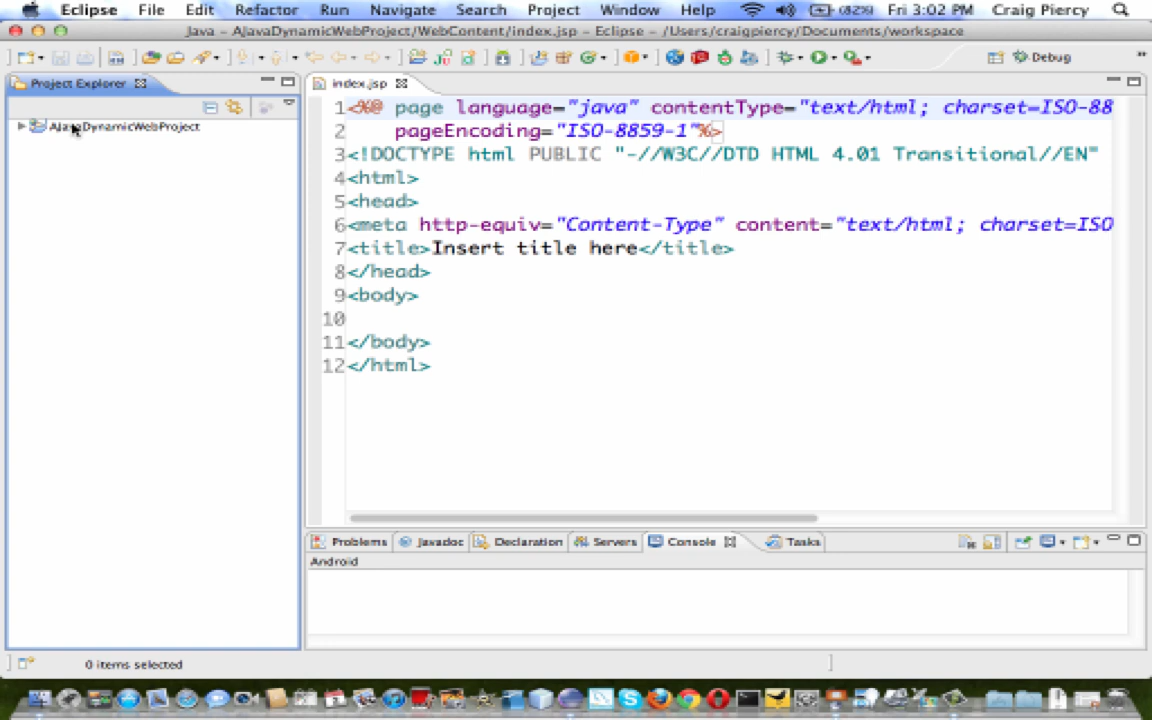 Eclipse File Edit Refactor Run Navigate Search Project Window Help (82%) Fri 3:02 PM Craig Piercy
Java – AJavaDynamicWebProject/WebContent/index.jsp – Eclipse – /Users/craigpiercy/Documents/workspace
Debug »
Project Explorer
AJavaDynamicWebProject
index.jsp
1<%@ page language="java" contentType="text/html; charset=ISO-88
2 pageEncoding="ISO-8859-1"%>
3<!DOCTYPE html PUBLIC "-//W3C//DTD HTML 4.01 Transitional//EN"
4<html>
5<head>
6<meta http-equiv="Content-Type" content="text/html; charset=ISO
7<title>Insert title here</title>
8</head>
9<body>
10
11</body>
12</html>
Problems Javadoc Declaration Servers Console Tasks
Android
0 items selected